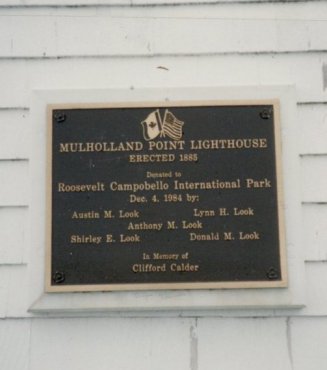 MULHOLLAND POINT LIGHTHOUSE
ERECTED 1885
Donated to
Roosevelt Campobello International Park
Dec. 4, 1984 by:
Austin M. Look Lynn H. Look
Anthony M. Look
Shirley E. Look Donald M. Look
In Memory of
Clifford Calder